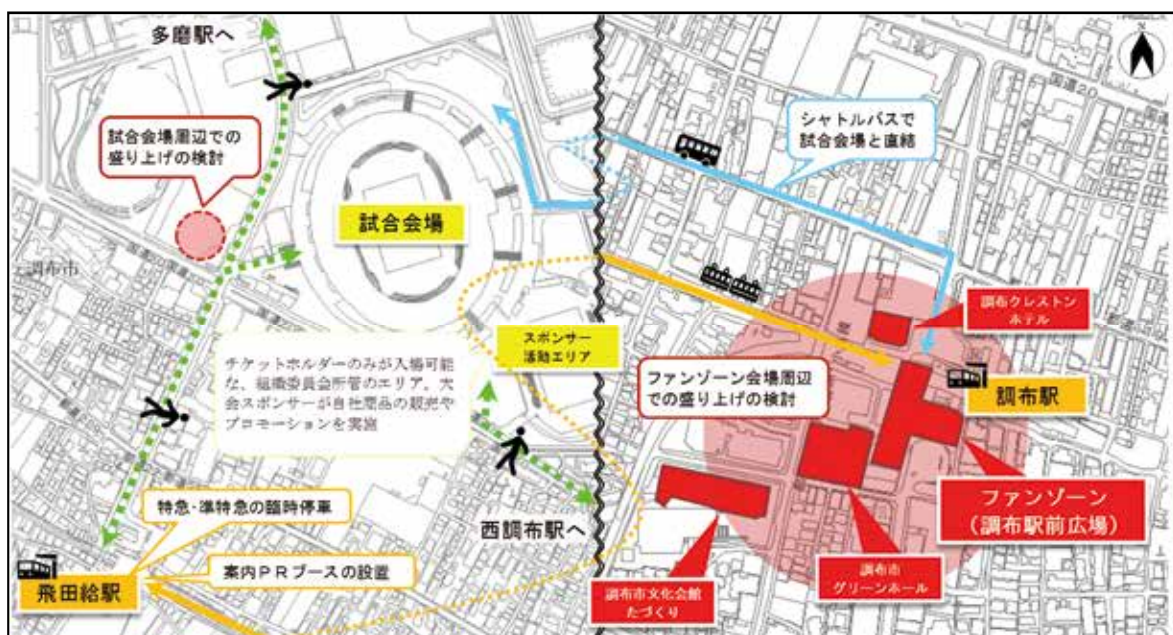 多磨駅へ
試合会場周辺での
盛り上げの検討
試合会場
調布市
スポンサー
活動エリア
チケットホルダーのみが入場可能
な、組織委員会所管のエリア。大
会スポンサーが自社商品の販売や
プロモーションを実施
特急・準特急の臨時停車
案内PRブースの設置
飛田給駅
西調布駅へ
N
国道20
シャトルバスで
試合会場と直結
調布クレストン
ホテル
ファンゾーン会場周辺
での盛り上げの検討
調布駅
ファンゾーン
(調布駅前広場)
調布市
グリーンホール
調布市文化会館
たづくり